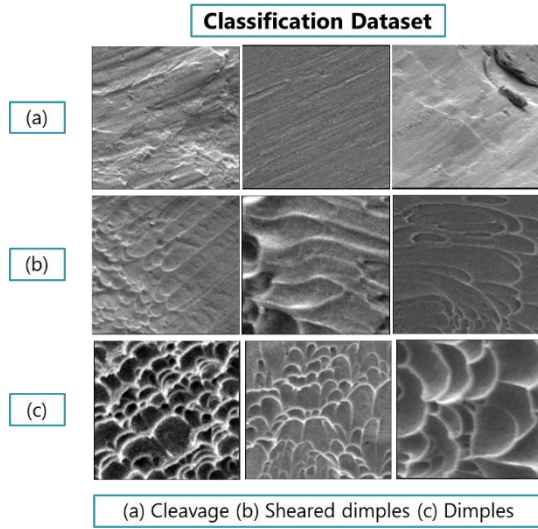 Classification Dataset
(a)
(b)
(c)
(a) Cleavage (b) Sheared dimples (c) Dimples